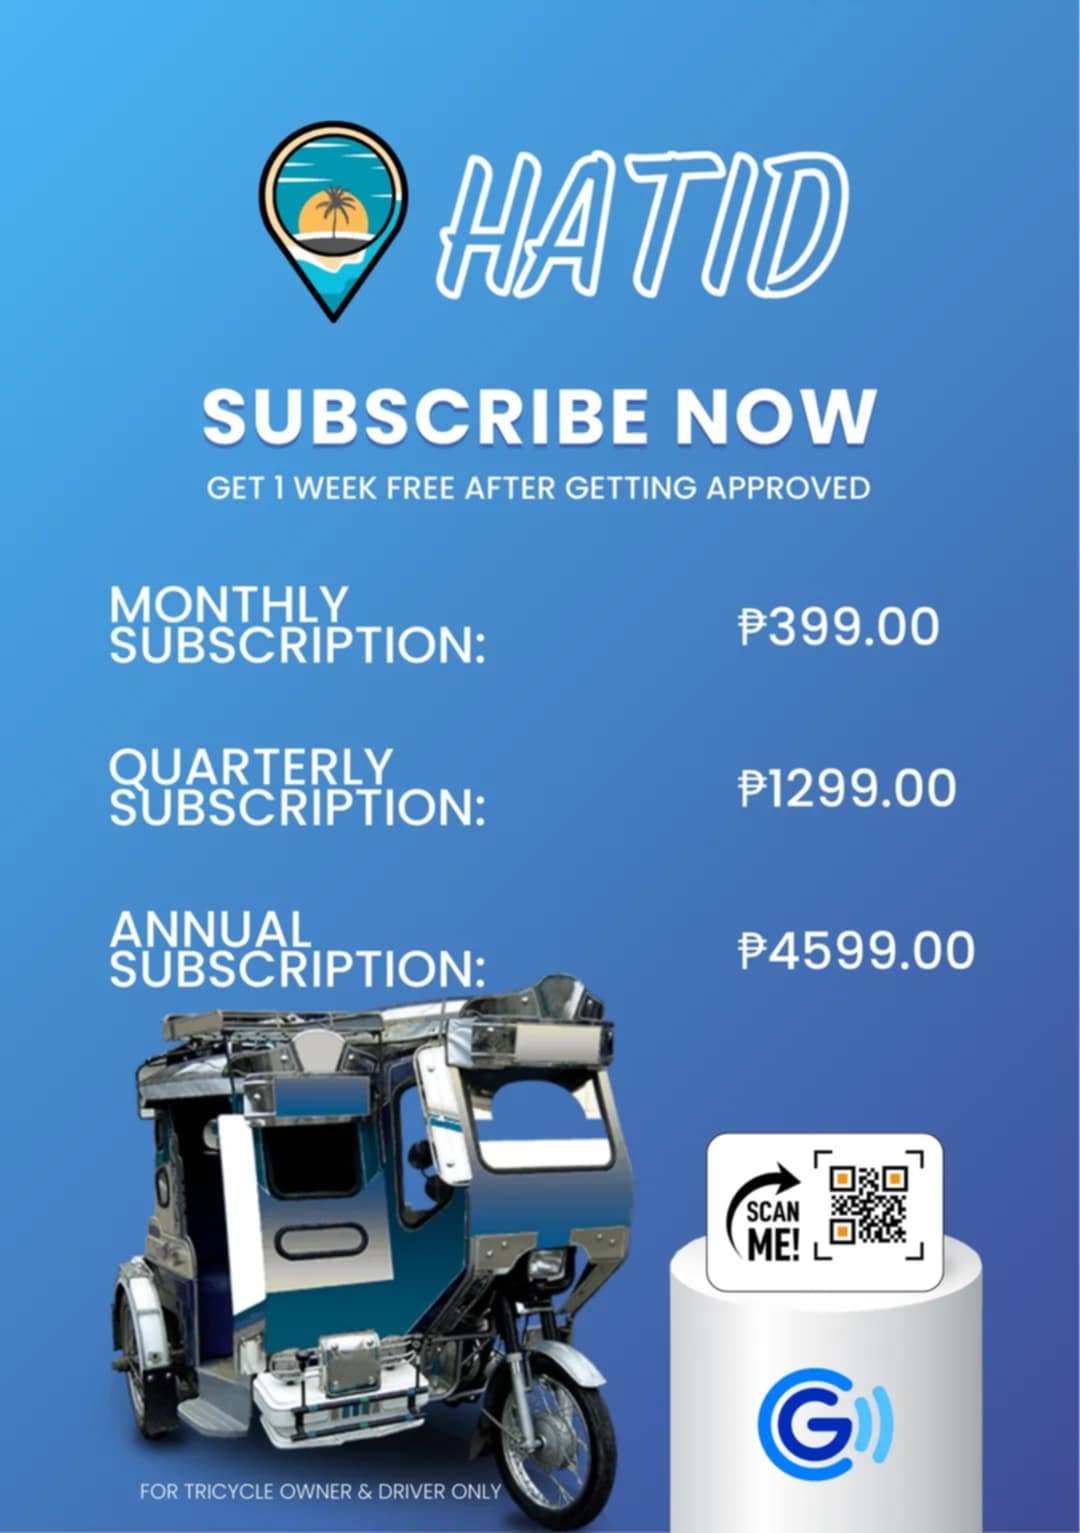 HATID
SUBSCRIBE NOW
GET 1 WEEK FREE AFTER GETTING APPROVED
MONTHLY
SUBSCRIPTION:
₱399.00
QUARTERLY
SUBSCRIPTION:
₱1299.00
ANNUAL
SUBSCRIPTION:
₱4599.00
SCAN
ME!
G
FOR TRICYCLE OWNER & DRIVER ONLY